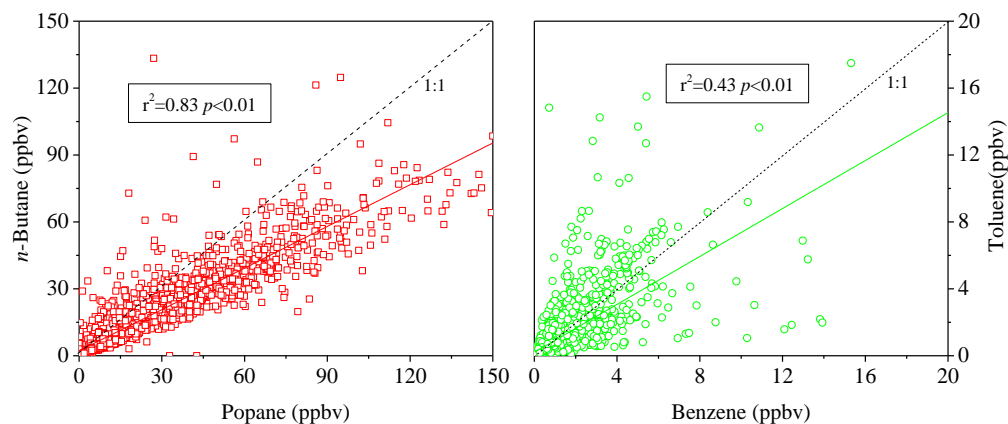 150
120
90
60
30
0
n-Butane (ppbv)
r²=0.83 p<0.01
1:1
0 30 60 90 120 150
Popane (ppbv)
r²=0.43 p<0.01
1:1
20
16
12
8
4
0
Toluene(ppbv)
0 4 8 12 16 20
Benzene (ppbv)